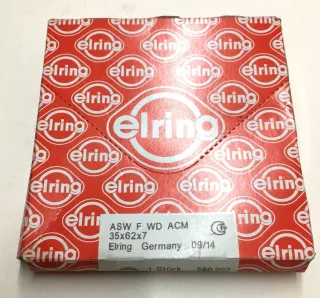 elring
ASW F WD ACM
35x62x7
Elring Germany 09/14
1 Stück